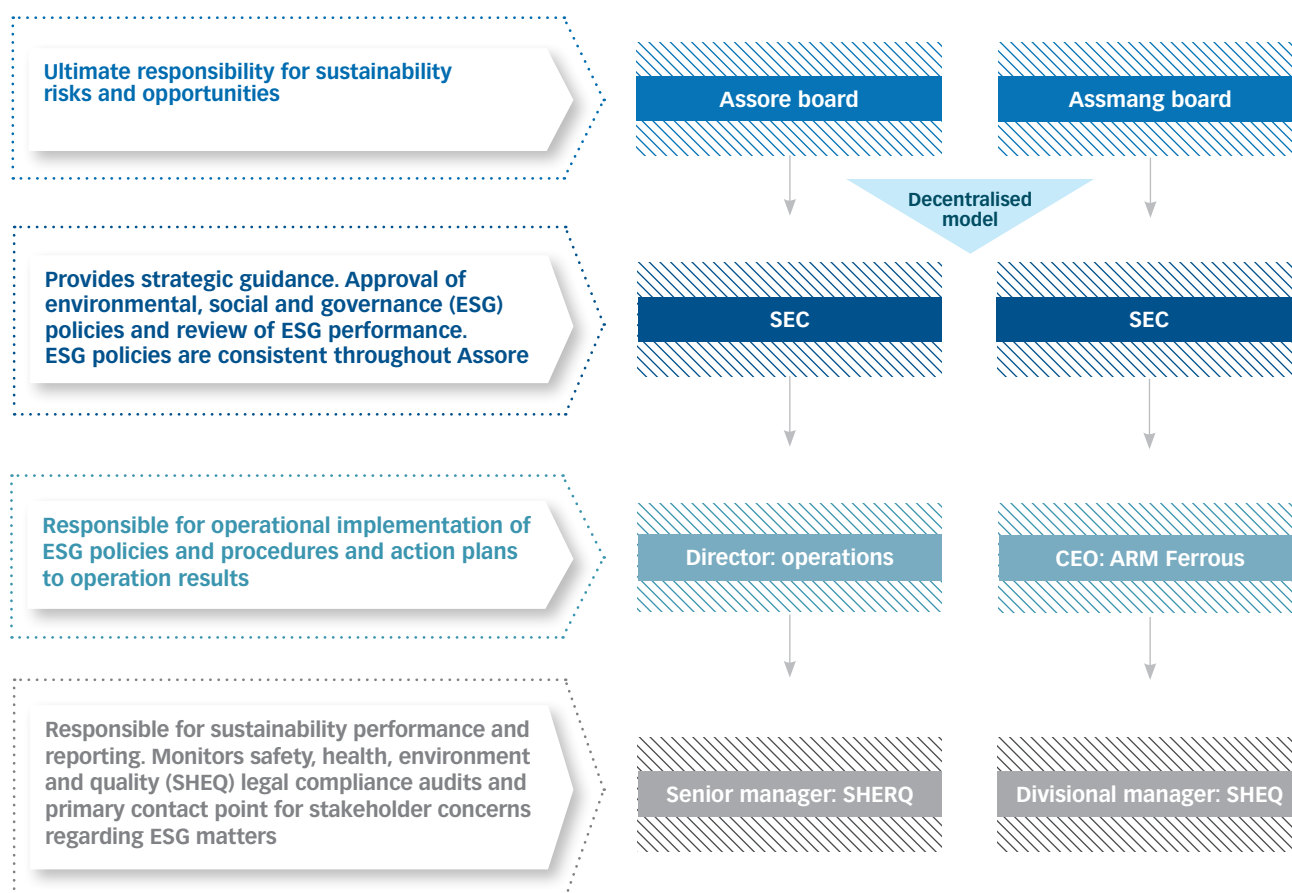 Ultimate responsibility for sustainability
risks and opportunities
Assore board
Assmang board
Decentralised
model
Provides strategic guidance. Approval of
environmental, social and governance (ESG)
policies and review of ESG performance.
ESG policies are consistent throughout Assore
SEC
SEC
Responsible for operational implementation of
ESG policies and procedures and action plans
to operation results
Director: operations
CEO: ARM Ferrous
Responsible for sustainability performance and
reporting. Monitors safety, health, environment
and quality (SHEQ) legal compliance audits and
primary contact point for stakeholder concerns
regarding ESG matters
Senior manager: SHERQ
Divisional manager: SHEQ